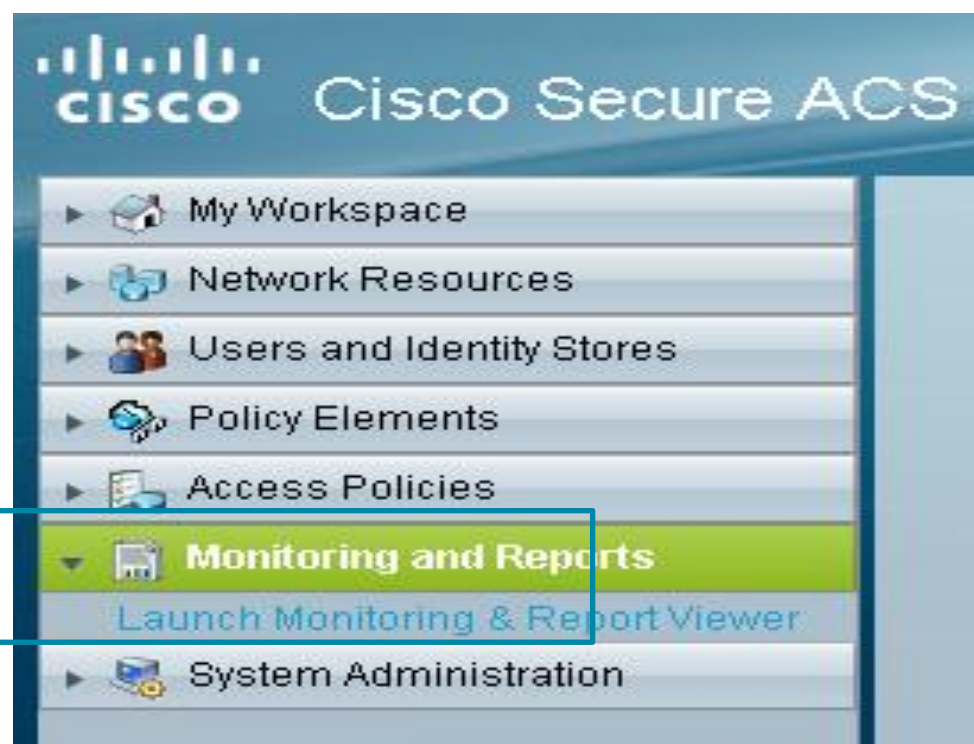 CISCO Cisco Secure ACS
My Workspace
Network Resources
Users and Identity Stores
Policy Elements
Access Policies
Monitoring and Reports
Launch Monitoring & Report Viewer
System Administration